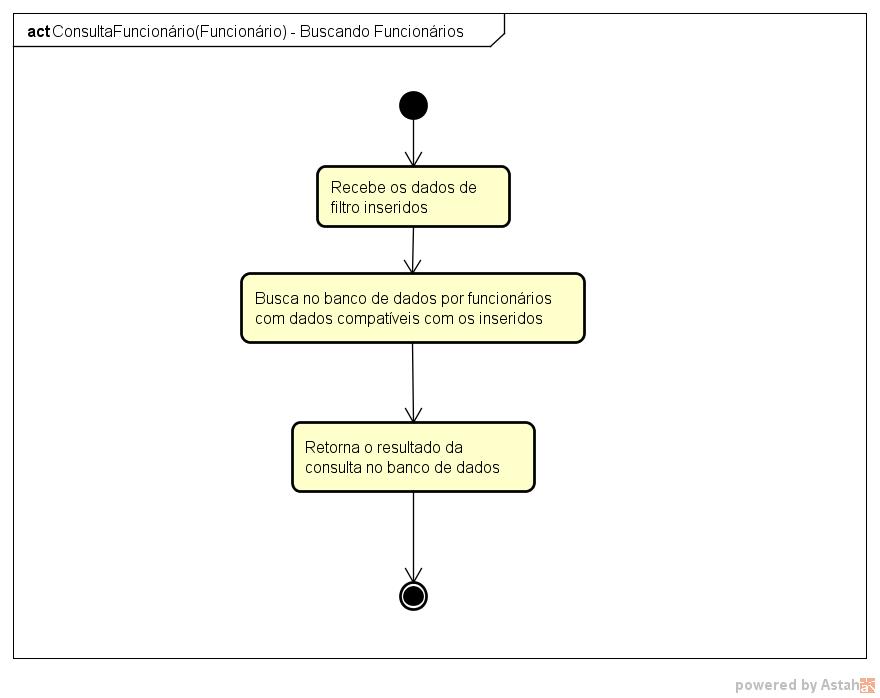 act ConsultaFuncionário(Funcionário) - Buscando Funcionários
Recebe os dados de
filtro inseridos
Busca no banco de dados por funcionários
com dados compatíveis com os inseridos
Retorna o resultado da
consulta no banco de dados
powered by Astah